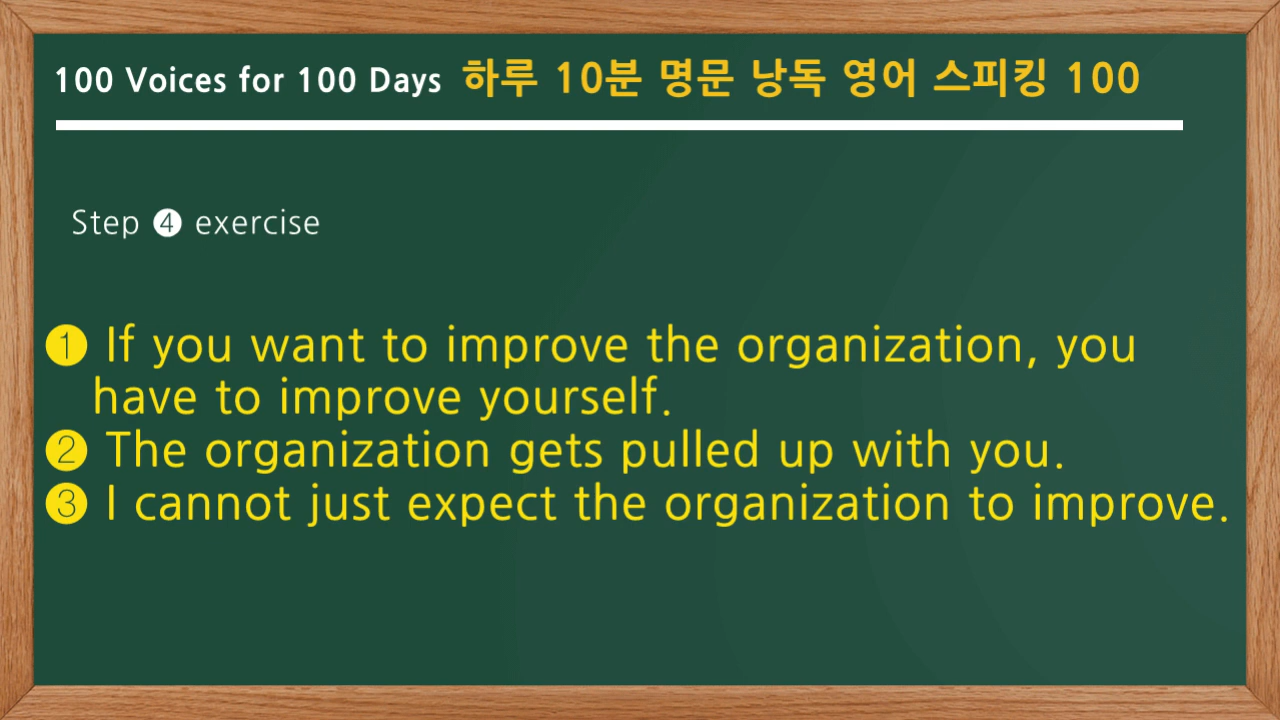 100 Voices for 100 Days 하루 10분 명문 낭독 영어 스피킹 100
Step ❹ exercise
❶ If you want to improve the organization, you
have to improve yourself.
❷ The organization gets pulled up with you.
❸ I cannot just expect the organization to improve.